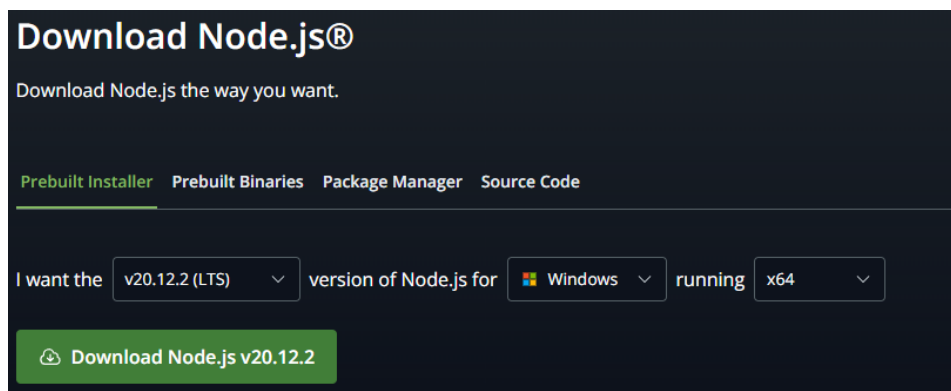 Download Node.js®
Download Node.js the way you want.
Prebuilt Installer Prebuilt Binaries Package Manager Source Code
I want the v20.12.2 (LTS) version of Node.js for Windows running x64
Download Node.js v20.12.2